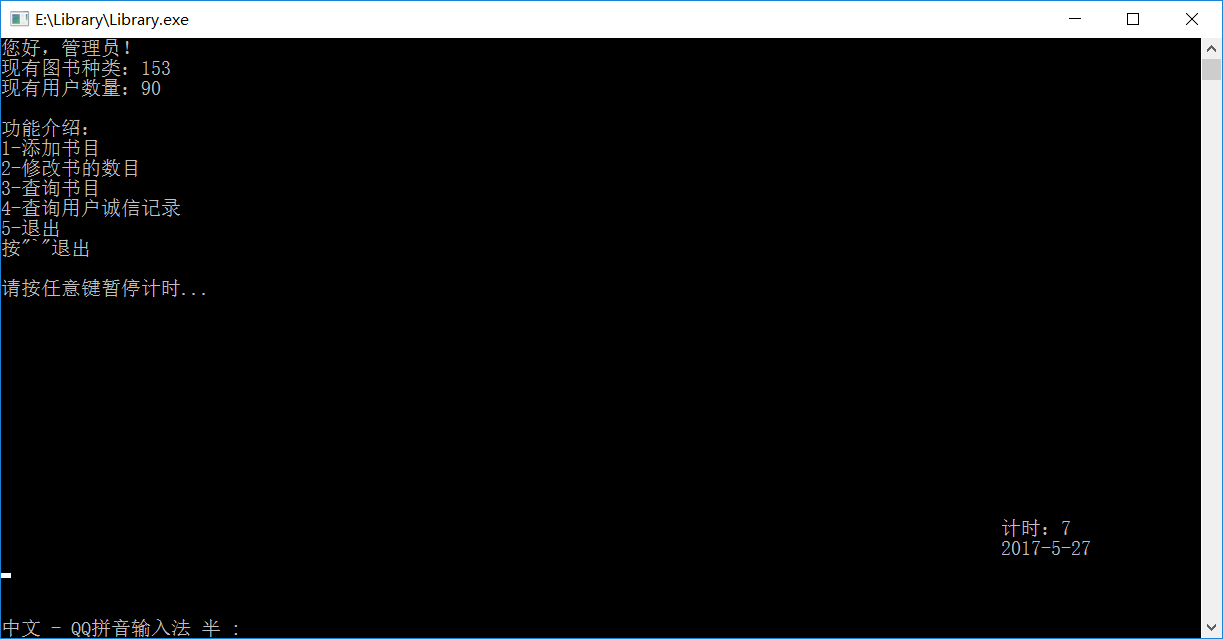 E:\Library\Library.exe
您好，管理员！
现有图书种类：153
现有用户数量：90
功能介绍：
1-添加书目
2-修改书的数目
3-查询书目
4-查询用户诚信记录
5-退出
按"`"退出
请按任意键暂停计时...
计时：7
2017-5-27
中文 - QQ拼音输入法 半 :